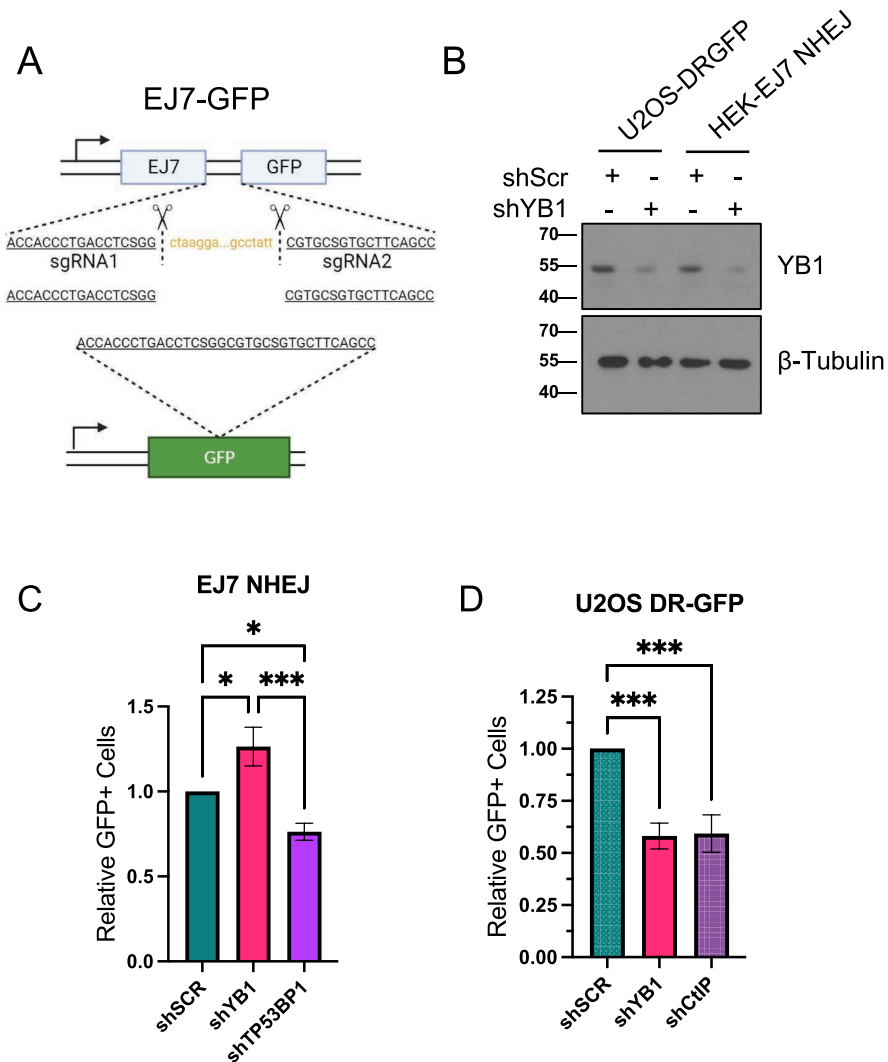 A
EJ7-GFP
EJ7
GFP
ACCACCCTGACCTCSGG
ctaagga...gcctatt
CGTGCSGTGCTTCAGCC
sgRNA1
sgRNA2
ACCACCCTGACCTCSGG
CGTGCSGTGCTTCAGCC
ACCACCCTGACCTCSGGCGTGCSGTGCTTCAGCC
GFP
B
U2OS-DRGFP
HEK-EJ7 NHEJ
shScr + - + -
shYB1 - + - +
70
55
40
YB1
70
55
40
β-Tubulin
C
EJ7 NHEJ
*
* ***
Relative GFP+ Cells
1.5
1.0
0.5
0.0
shSCR
shYB1
shTP53BP1
D
U2OS DR-GFP
***
***
Relative GFP+ Cells
1.25
1.00
0.75
0.50
0.25
0.00
shSCR
shYB1
shCtIP